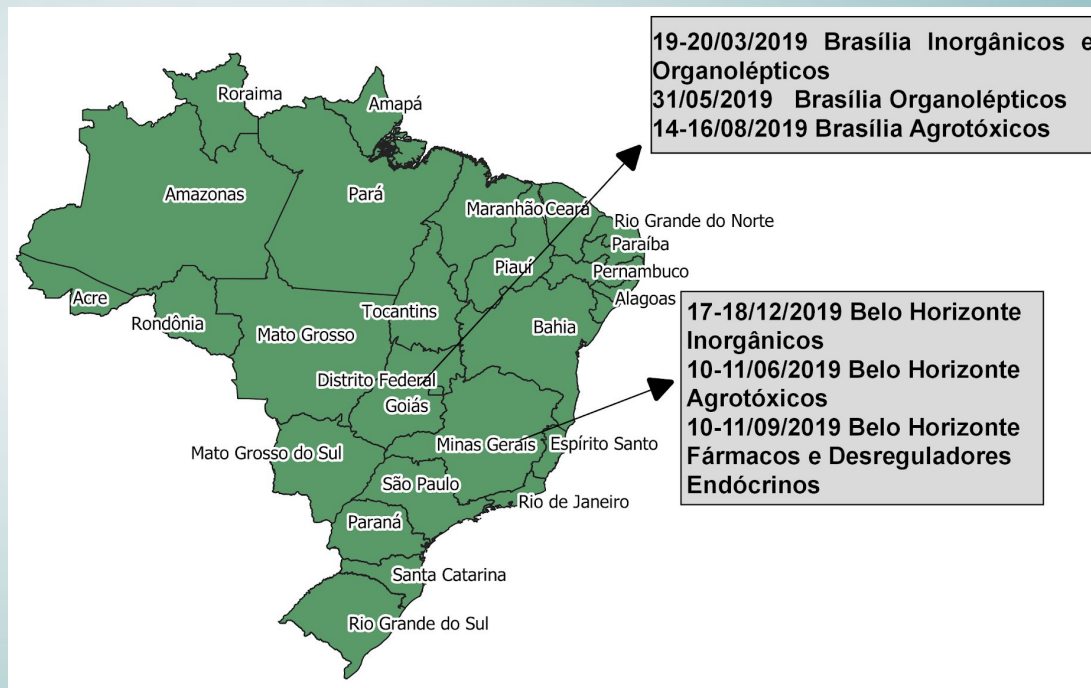 19-20/03/2019 Brasília Inorgânicos e
Organolépticos
31/05/2019 Brasília Organolépticos
14-16/08/2019 Brasília Agrotóxicos
Roraima
Amapá
Amazonas
Pará
Maranhão
Ceará
Rio Grande do Norte
Paraíba
Piauí
Pernambuco
Acre
Alagoas
Rondônia
Tocantins
Mato Grosso
Bahia
17-18/12/2019 Belo Horizonte
Inorgânicos
10-11/06/2019 Belo Horizonte
Agrotóxicos
10-11/09/2019 Belo Horizonte
Fármacos e Desreguladores
Endócrinos
Distrito Federal
Goiás
Minas Gerais
Espírito Santo
Mato Grosso do Sul
São Paulo
Rio de Janeiro
Paraná
Santa Catarina
Rio Grande do Sul